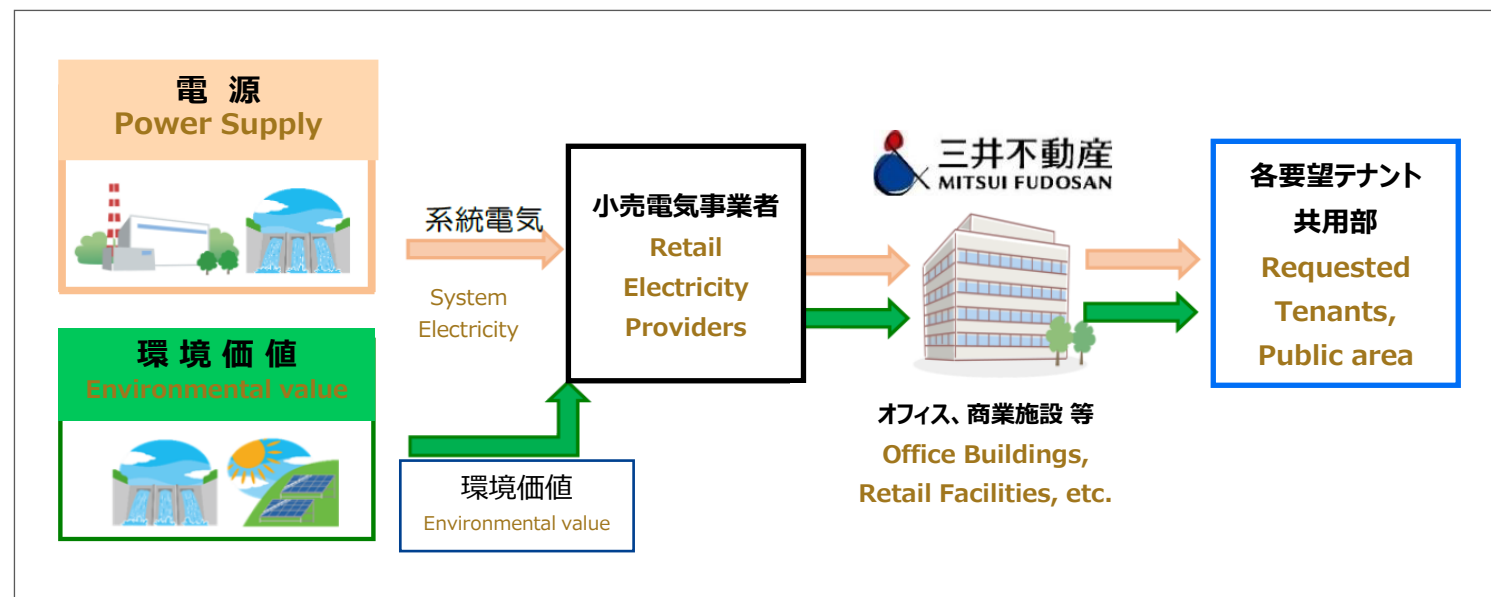 電 源
Power Supply
環 境 価 値
Environmental value
系統電気
System
Electricity
環境価値
Environmental value
小売電気事業者
Retail
Electricity
Providers
三井不動産
MITSUI FUDOSAN
オフィス、商業施設 等
Office Buildings,
Retail Facilities, etc.
各要望テナント
共用部
Requested
Tenants,
Public area